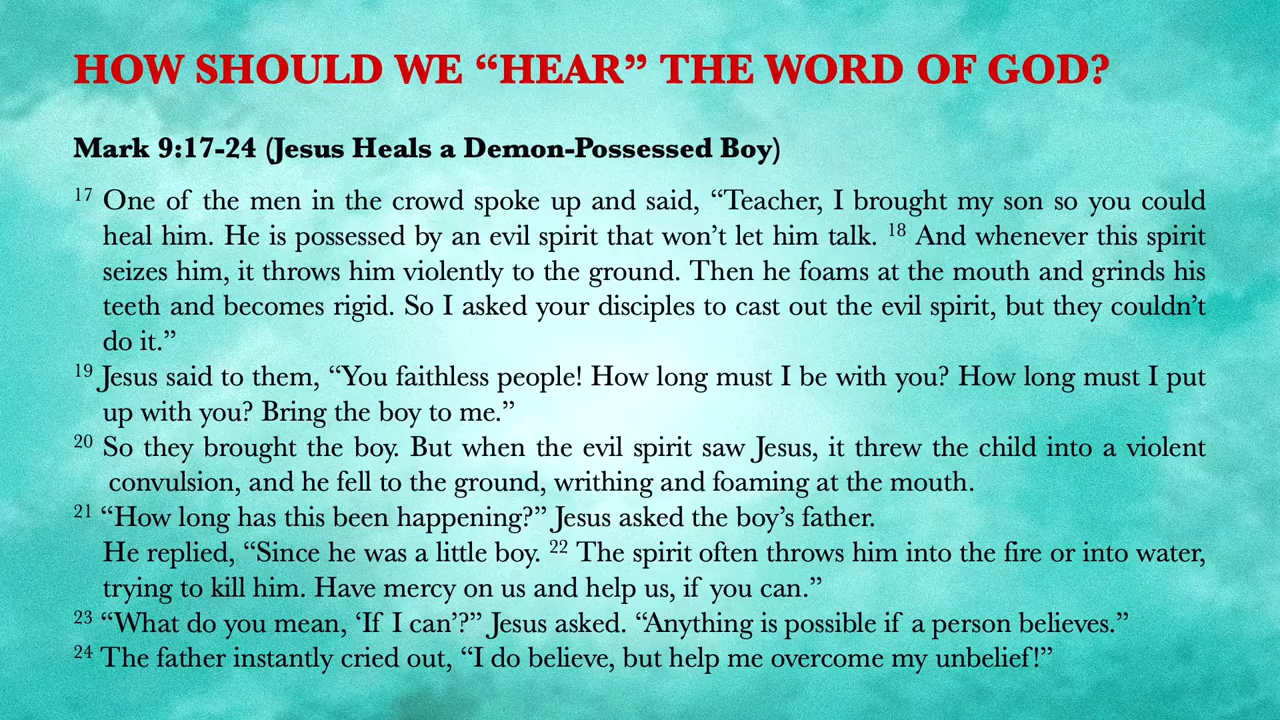 HOW SHOULD WE “HEAR” THE WORD OF GOD?
Mark 9:17-24 (Jesus Heals a Demon-Possessed Boy)
17 One of the men in the crowd spoke up and said, “Teacher, I brought my son so you could
heal him. He is possessed by an evil spirit that won’t let him talk. 18 And whenever this spirit
seizes him, it throws him violently to the ground. Then he foams at the mouth and grinds his
teeth and becomes rigid. So I asked your disciples to cast out the evil spirit, but they couldn’t
do it.”
19 Jesus said to them, “You faithless people! How long must I be with you? How long must I put
up with you? Bring the boy to me.”
20 So they brought the boy. But when the evil spirit saw Jesus, it threw the child into a violent
convulsion, and he fell to the ground, writhing and foaming at the mouth.
21 “How long has this been happening?” Jesus asked the boy’s father.
He replied, “Since he was a little boy. 22 The spirit often throws him into the fire or into water,
trying to kill him. Have mercy on us and help us, if you can.”
23 “What do you mean, ‘If I can’?” Jesus asked. “Anything is possible if a person believes.”
24 The father instantly cried out, “I do believe, but help me overcome my unbelief!”